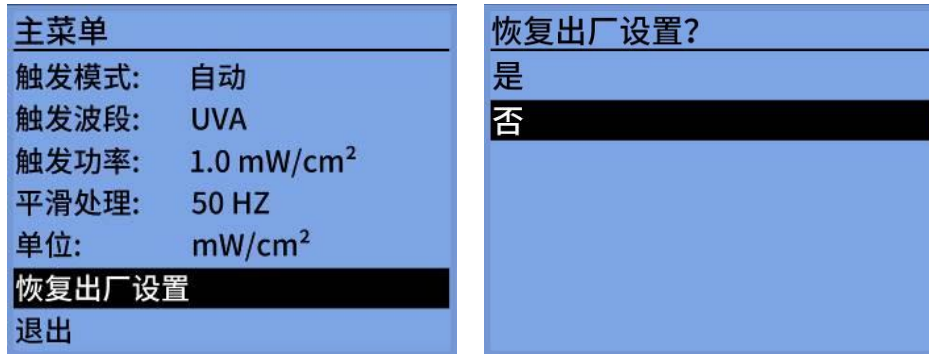 主菜单
触发模式: 自动
触发波段: UVA
触发功率: 1.0 mW/cm²
平滑处理: 50 HZ
单位: mW/cm²
恢复出厂设置
退出
恢复出厂设置?
是
否